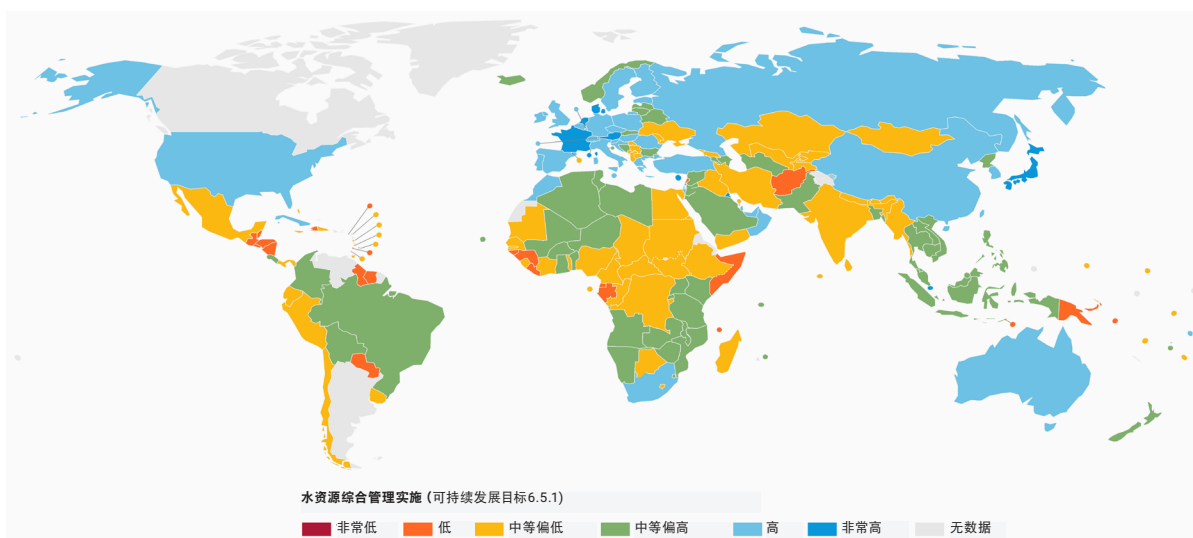 水资源综合管理实施 (可持续发展目标6.5.1)
非常低 低 中等偏低 中等偏高 高 非常高 无数据